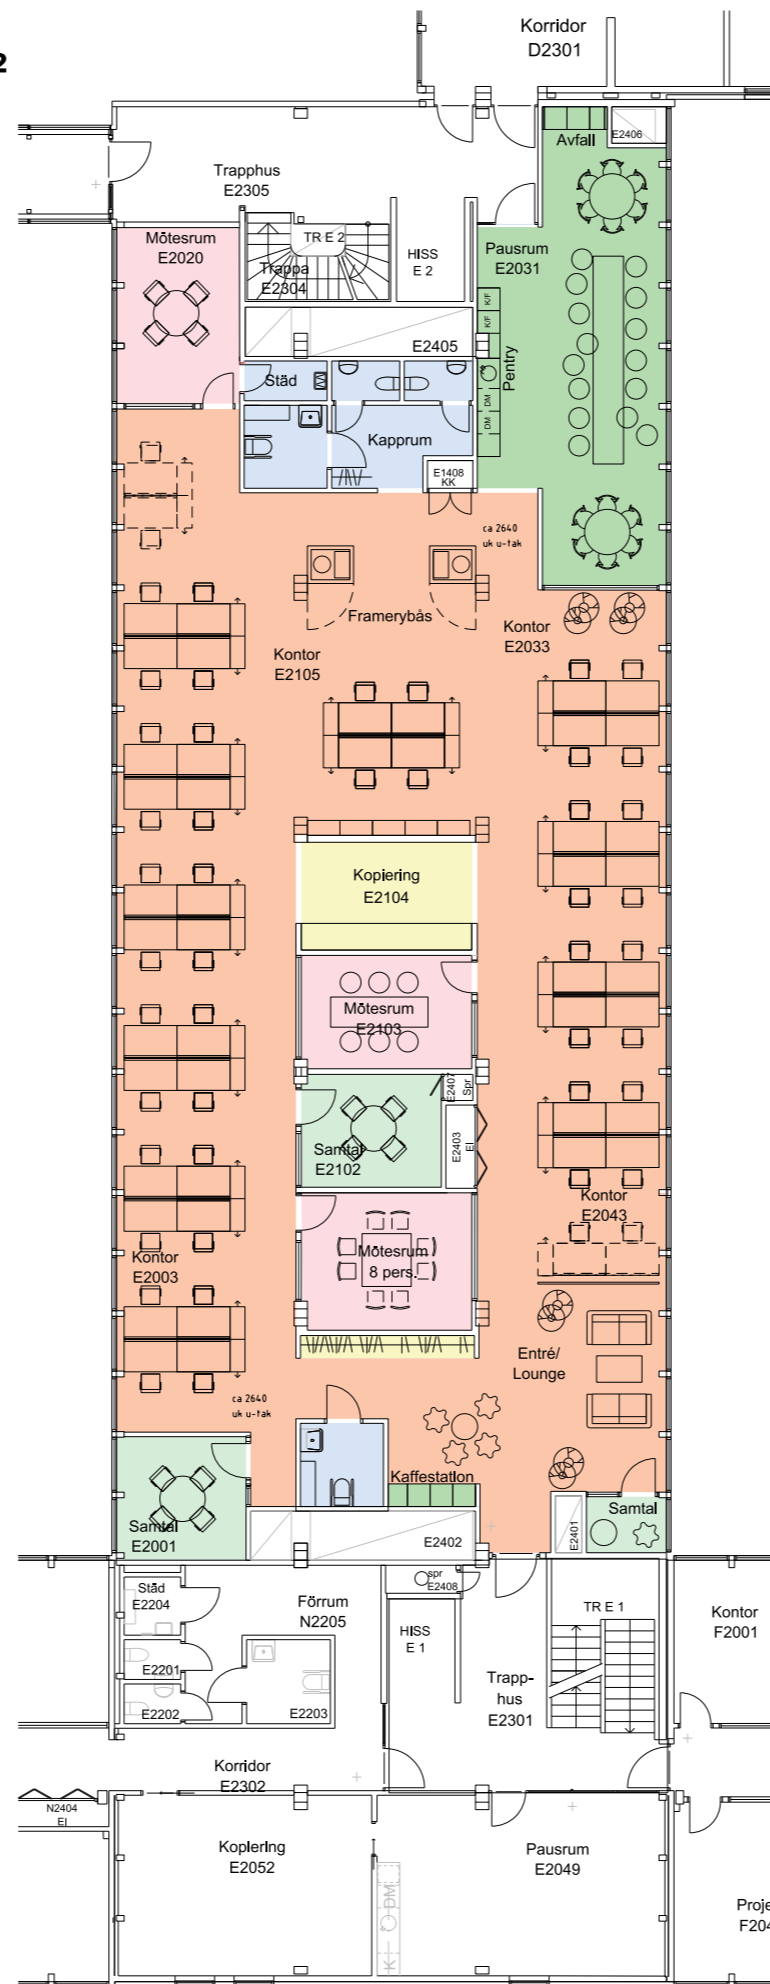 Korridor
D2301
2
Avfall
E2406
Trapphus
E2305
Mötesrum
E2020
TR E 2
Trappa
E2304
HISS
E 2
Pausrum
E2031
K/F
K/F
E2405
Pentry
DM
DM
Städ
Kapprum
E1408
KK
ca 2640
uk u-tak
Framerybås
Kontor
E2033
Kontor
E2105
Kopiering
E2104
Mötesrum
E2103
E2407
Spr
Samtal
E2102
E2403
El
Kontor
E2043
Mötesrum
8 pers.
Kontor
E2003
Entré/
Lounge
ca 2640
uk u-tak
Kaffestation
Samtal
E2001
E2402
E2401
Samtal
Städ
E2204
Förrum
N2205
spr
E2408
TR E 1
HISS
E 1
Kontor
F2001
E2201
E2202
E2203
Trapp-
hus
E2301
Korridor
E2302
N2404
El
Kopiering
E2052
Pausrum
E2049
K
DM
Proje
F204